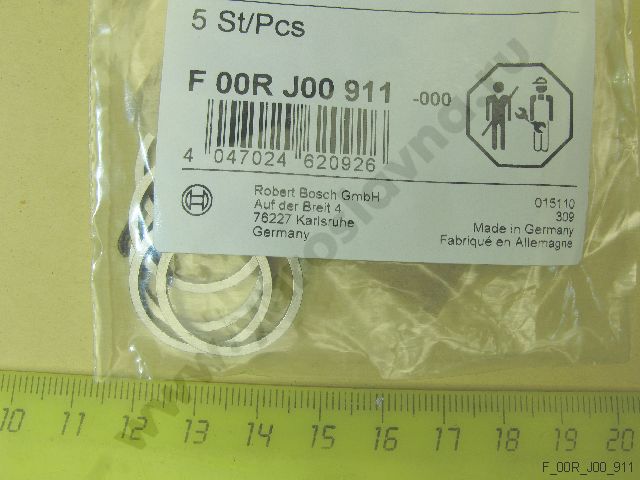 5 St/Pcs
F 00R J00 911 -000
4 047024 620926
Robert Bosch GmbH
Auf der Breit 4
76227 Karlsruhe
Germany
015110
309
Made in Germany
Fabriqué en Allemagne
10 11 12 13 14 15 16 17 18 19 20
F_00R_J00_911